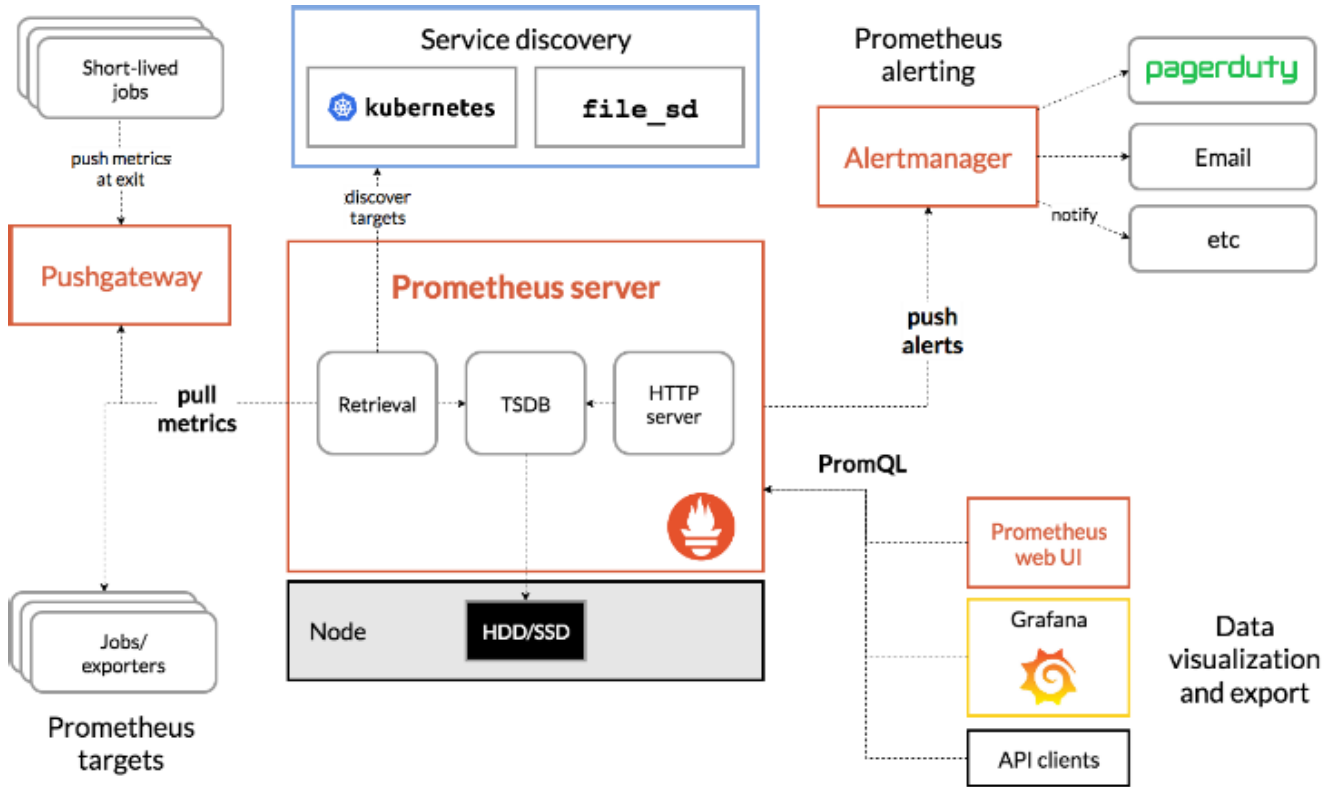 Short-lived
jobs
push metrics
at exit
Pushgateway
pull
metrics
Jobs/
exporters
Prometheus
targets
Service discovery
kubernetes
file_sd
discover
targets
Prometheus server
Retrieval
TSDB
HTTP
server
Node
HDD/SSD
Prometheus
alerting
Alertmanager
pagerduty
Email
notify
etc
push
alerts
PromQL
Prometheus
web UI
Grafana
API clients
Data
visualization
and export